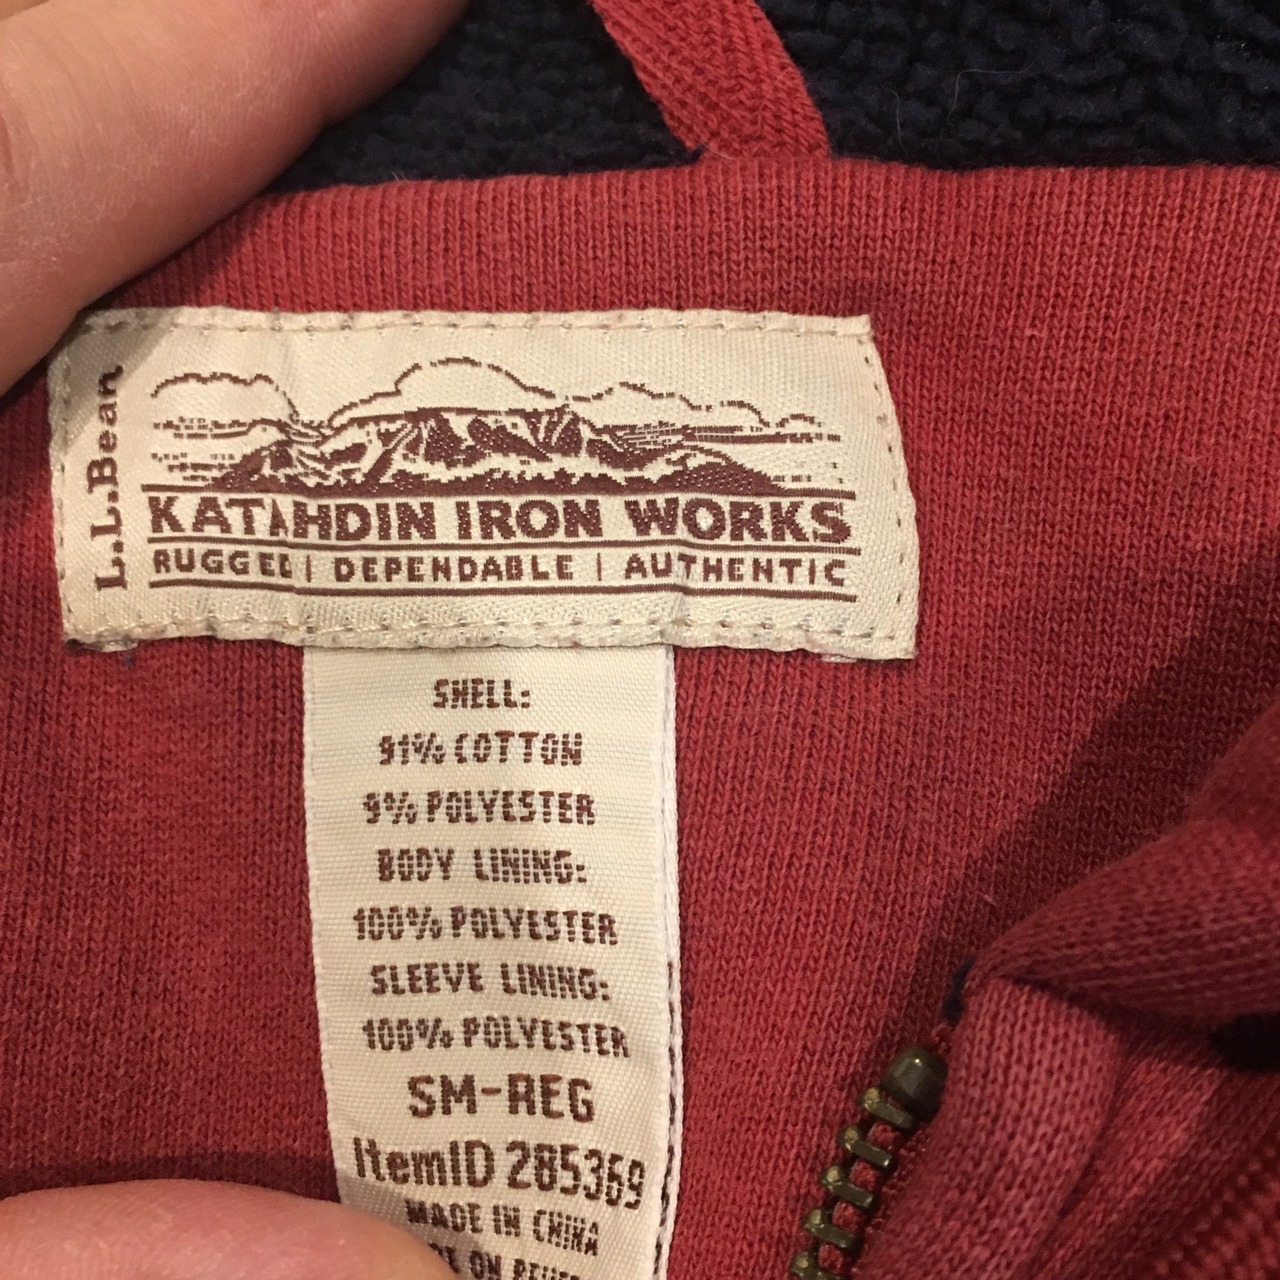 L.L.Bean
KATAHDIN IRON WORKS
RUGGED | DEPENDABLE | AUTHENTIC
SHELL:
91% COTTON
9% POLYESTER
BODY LINING:
100% POLYESTER
SLEEVE LINING:
100% POLYESTER
SM-REG
ItemID 285369
MADE IN CHINA
ON